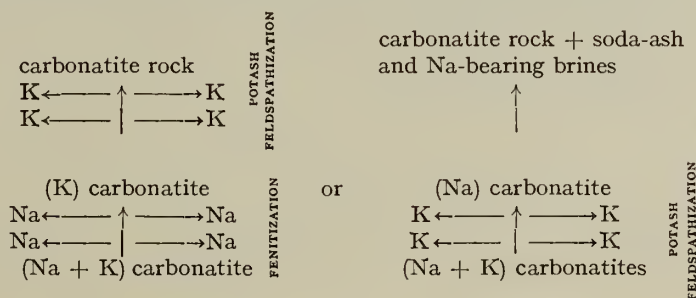 carbonatite rock
K←——↑——→K
K←——|——→K
POTASH
FELDSPATHIZATION
(K) carbonatite
Na←——↑——→Na
Na←——|——→Na
(Na + K) carbonatite
FENITIZATION
or
carbonatite rock + soda-ash
and Na-bearing brines
↑
(Na) carbonatite
K←——↑——→K
K←——|——→K
(Na + K) carbonatites
POTASH
FELDSPATHIZATION